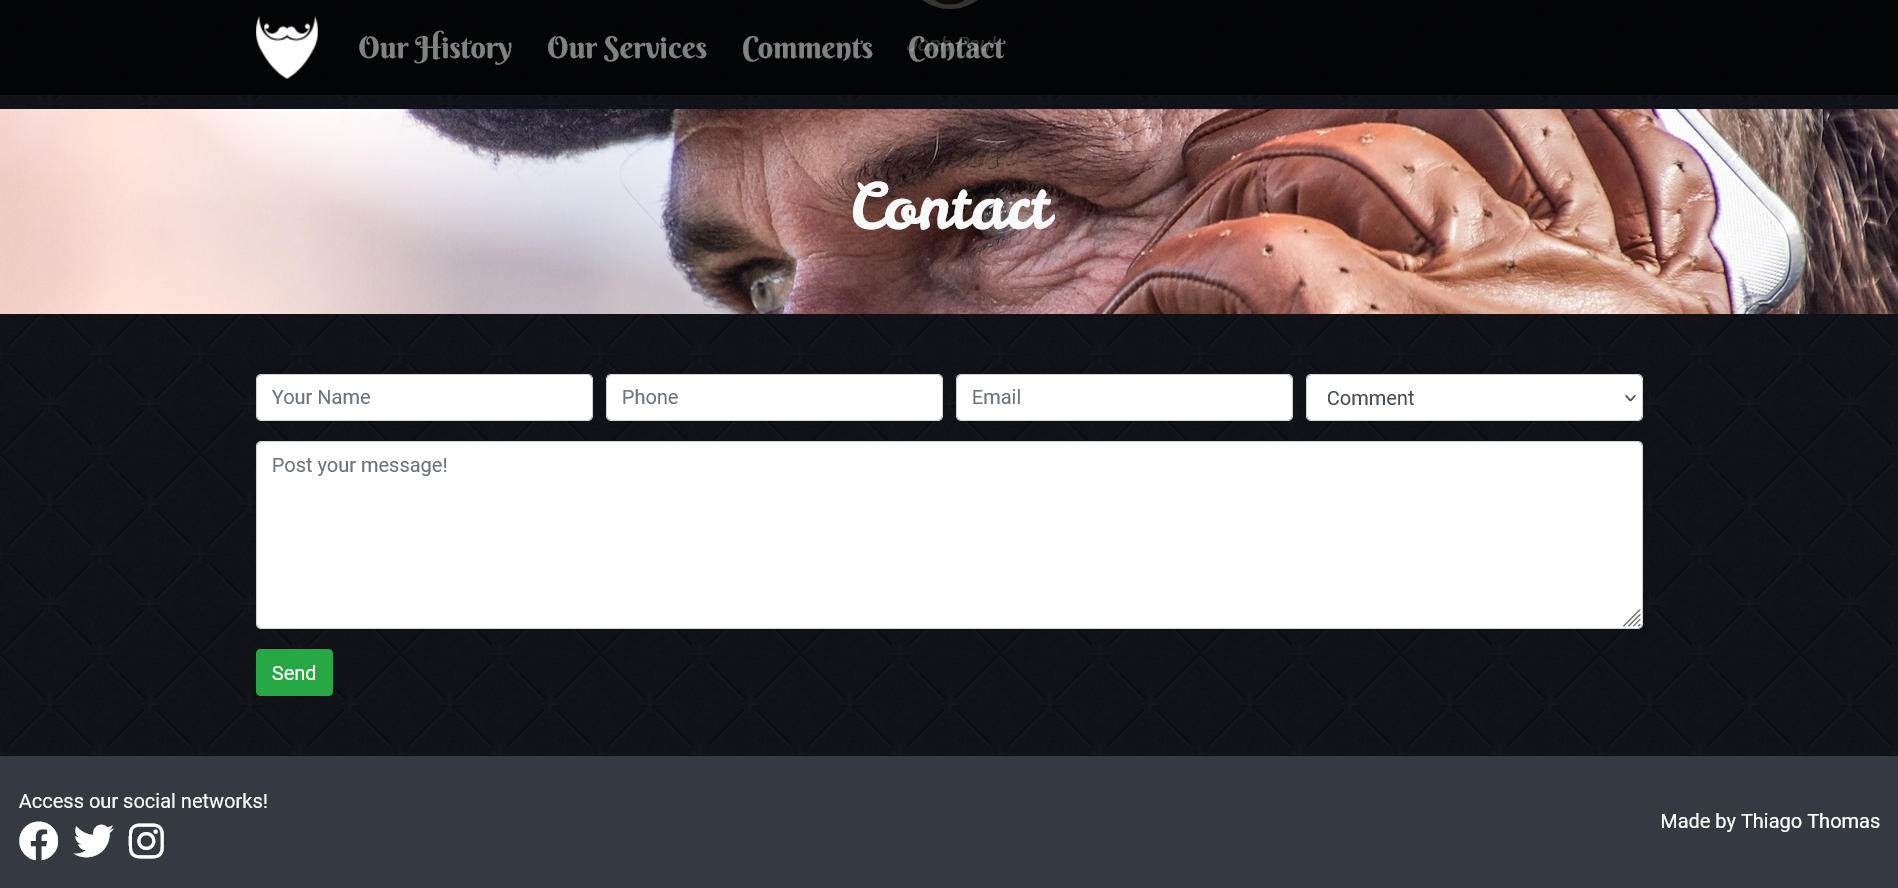 Our History Our Services Comments Contact
Contact
Your Name Phone Email Comment
Post your message!
Send
Access our social networks!
Made by Thiago Thomas